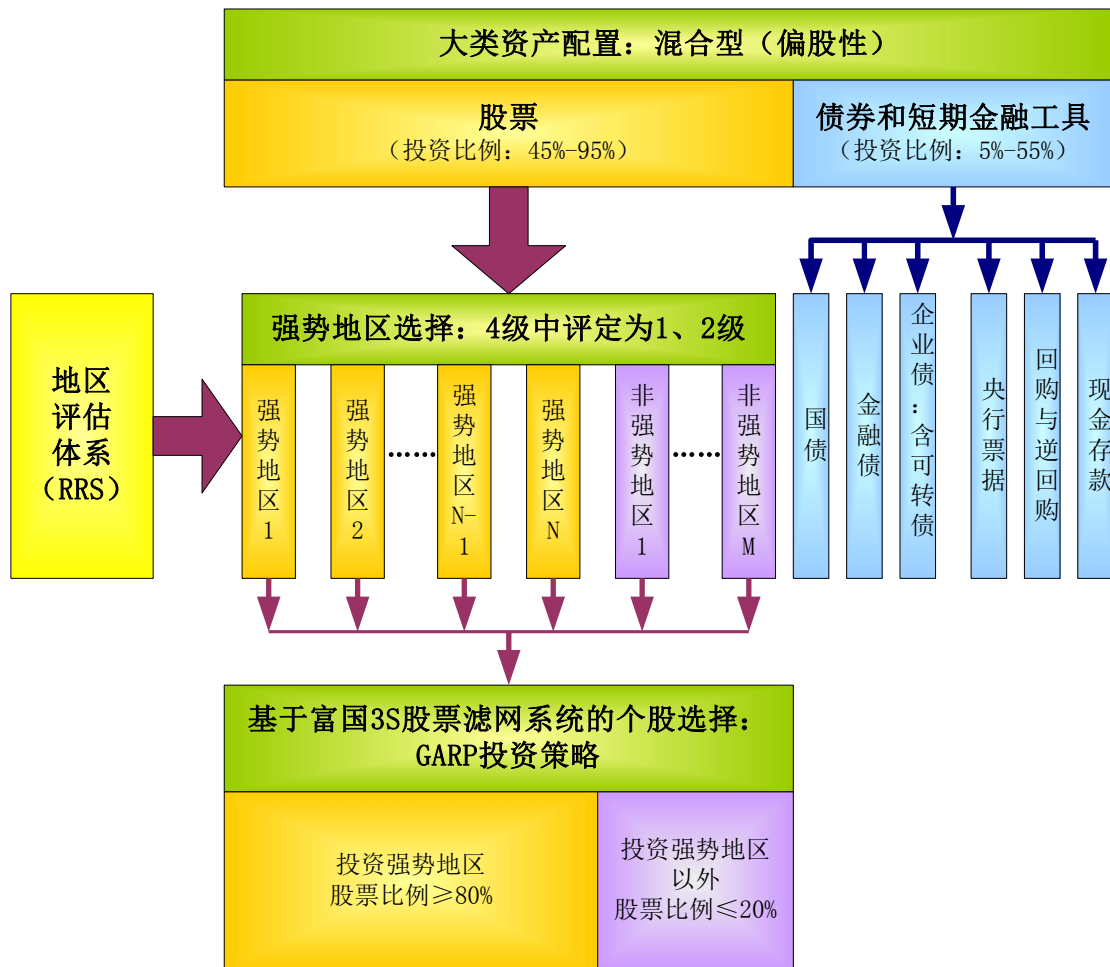 大类资产配置：混合型（偏股性）
股票
（投资比例：45%-95%）
债券和短期金融工具
（投资比例：5%-55%）
地区
评估
体系
（RRS）
强势地区选择：4级中评定为1、2级
强势地区1
强势地区2
……
强势地区N-1
强势地区N
非强势地区1
……
非强势地区M
国债
金融债
企业债：含可转债
央行票据
回购与逆回购
现金存款
基于富国3S股票滤网系统的个股选择：
GARP投资策略
投资强势地区
股票比例≥80%
投资强势地区
以外
股票比例≤20%